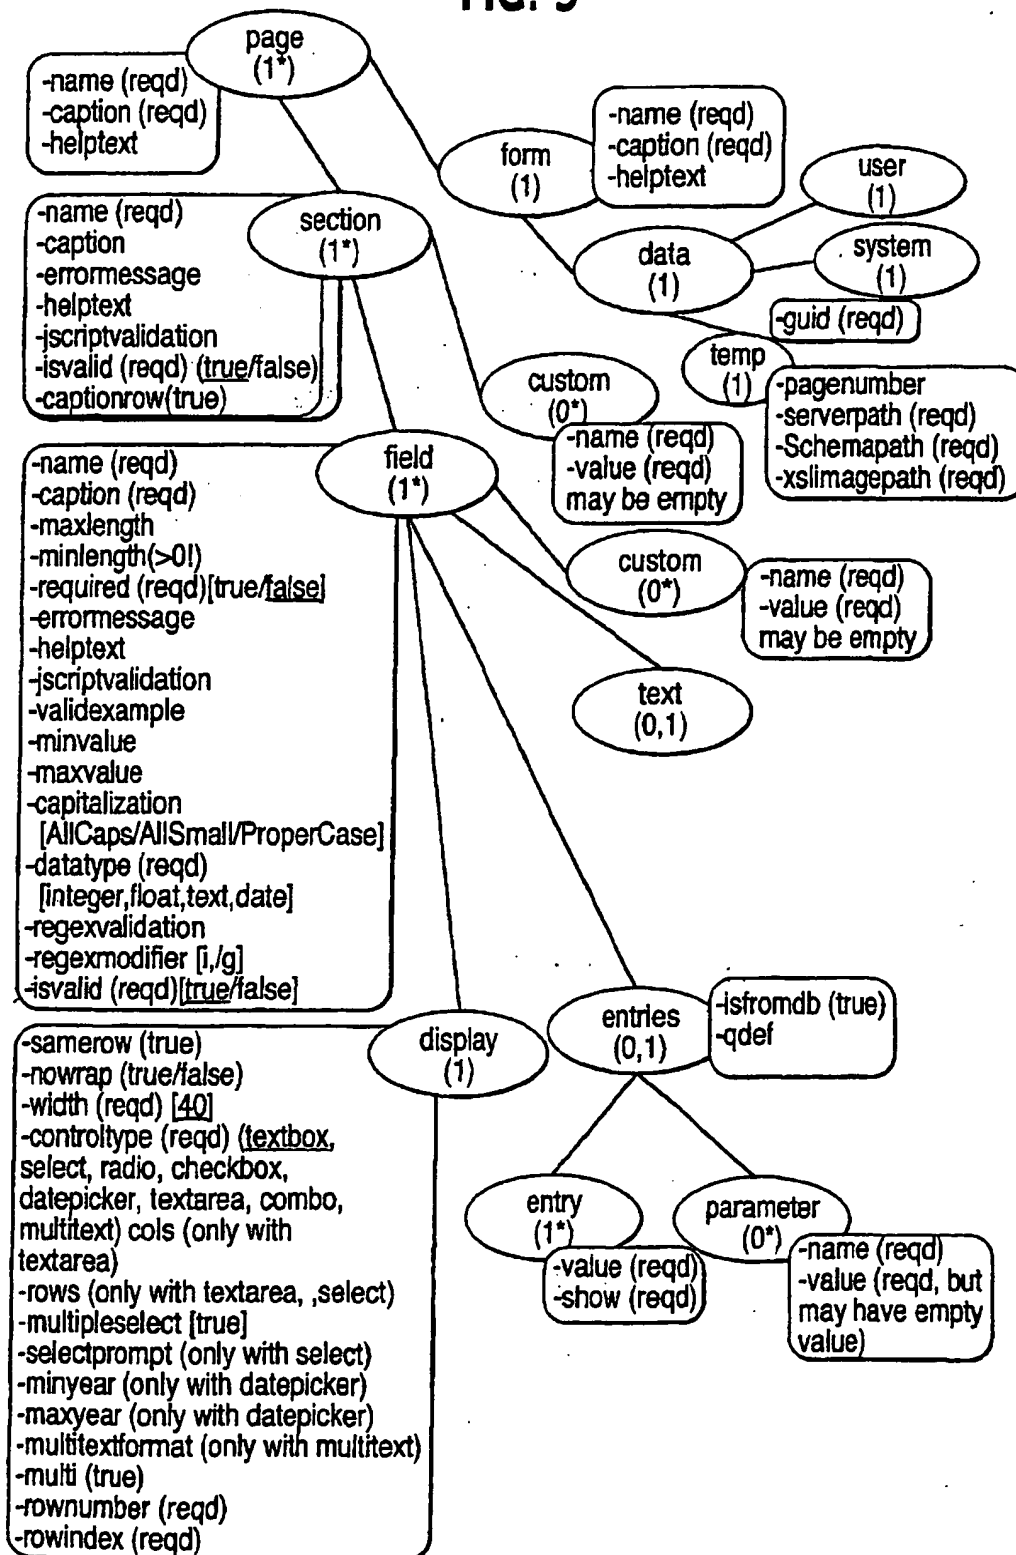 FIG. 5
page
(1*)
-name (reqd)
-caption (reqd)
-helptext
form
(1)
-name (reqd)
-caption (reqd)
-helptext
user
(1)
section
(1*)
-name (reqd)
-caption
-errormessage
-helptext
-jscriptvalidation
-isvalid (reqd) (true/false)
-captionrow(true)
data
(1)
system
(1)
-guid (reqd)
temp
(1)
-pagenumber
-serverpath (reqd)
-Schemapath (reqd)
-xslimagepath (reqd)
custom
(0*)
-name (reqd)
-value (reqd)
may be empty
field
(1*)
-name (reqd)
-caption (reqd)
-maxlength
-minlength(>0!)
-required (reqd)[true/false]
-errormessage
-helptext
-jscriptvalidation
-validexample
-minvalue
-maxvalue
-capitalization
[AllCaps/AllSmall/ProperCase]
-datatype (reqd)
[integer,float,text,date]
-regexvalidation
-regexmodifier [i,/g]
-isvalid (reqd)[true/false]
custom
(0*)
-name (reqd)
-value (reqd)
may be empty
text
(0,1)
display
(1)
-samerow (true)
-nowrap (true/false)
-width (reqd) [40]
-controltype (reqd) (textbox,
select, radio, checkbox,
datepicker, textarea, combo,
multitext) cols (only with
textarea)
-rows (only with textarea, ,select)
-multipleselect [true]
-selectprompt (only with select)
-minyear (only with datepicker)
-maxyear (only with datepicker)
-multitextformat (only with multitext)
-multi (true)
-rownumber (reqd)
-rowindex (reqd)
entries
(0,1)
-isfromdb (true)
-qdef
entry
(1*)
-value (reqd)
-show (reqd)
parameter
(0*)
-name (reqd)
-value (reqd, but
may have empty
value)